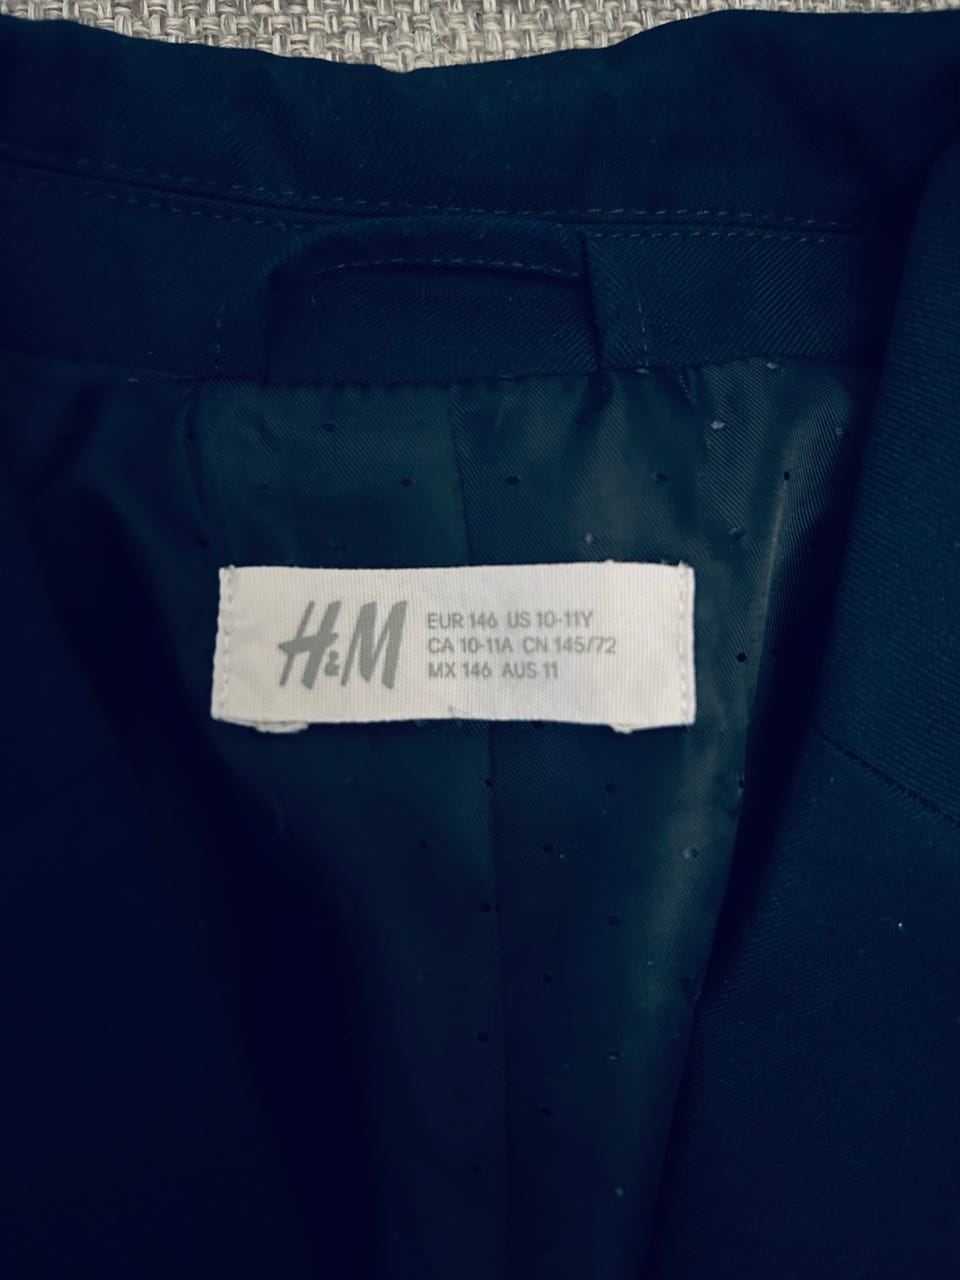 H&M
EUR 146 US 10-11Y
CA 10-11A CN 145/72
MX 146 AUS 11